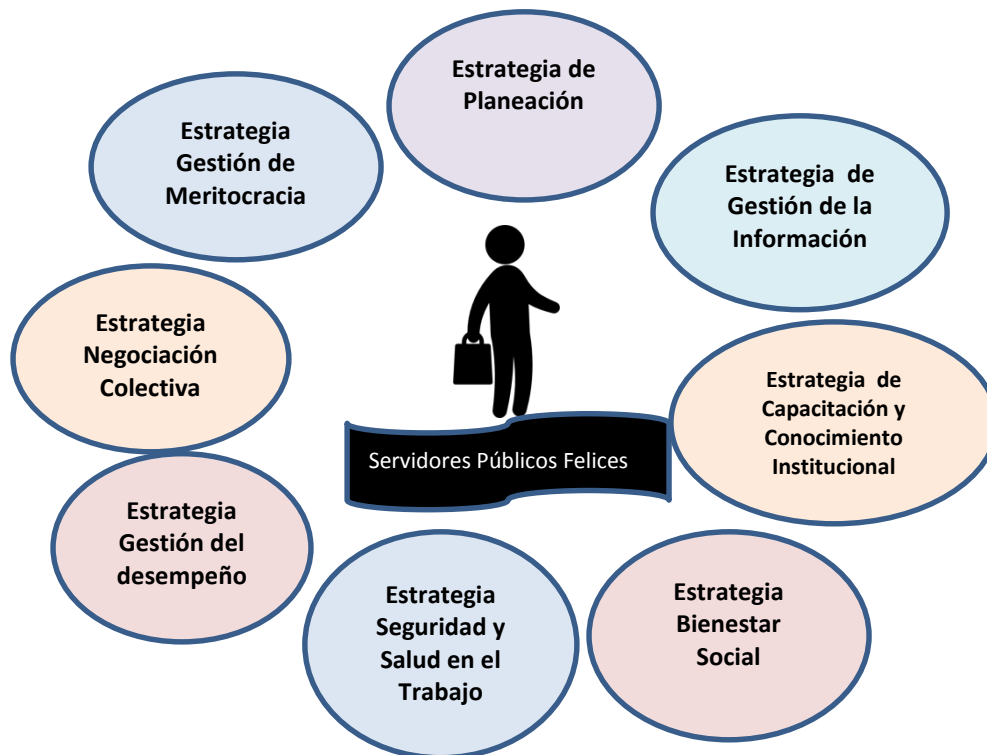 Estrategia de
Planeación
Estrategia
Gestión de
Meritocracia
Estrategia  de
Gestión de la
Información
Estrategia
Negociación
Colectiva
Estrategia  de
Capacitación y
Conocimiento
Institucional
Servidores Públicos Felices
Estrategia
Gestión del
desempeño
Estrategia
Seguridad y
Salud en el
Trabajo
Estrategia
Bienestar
Social